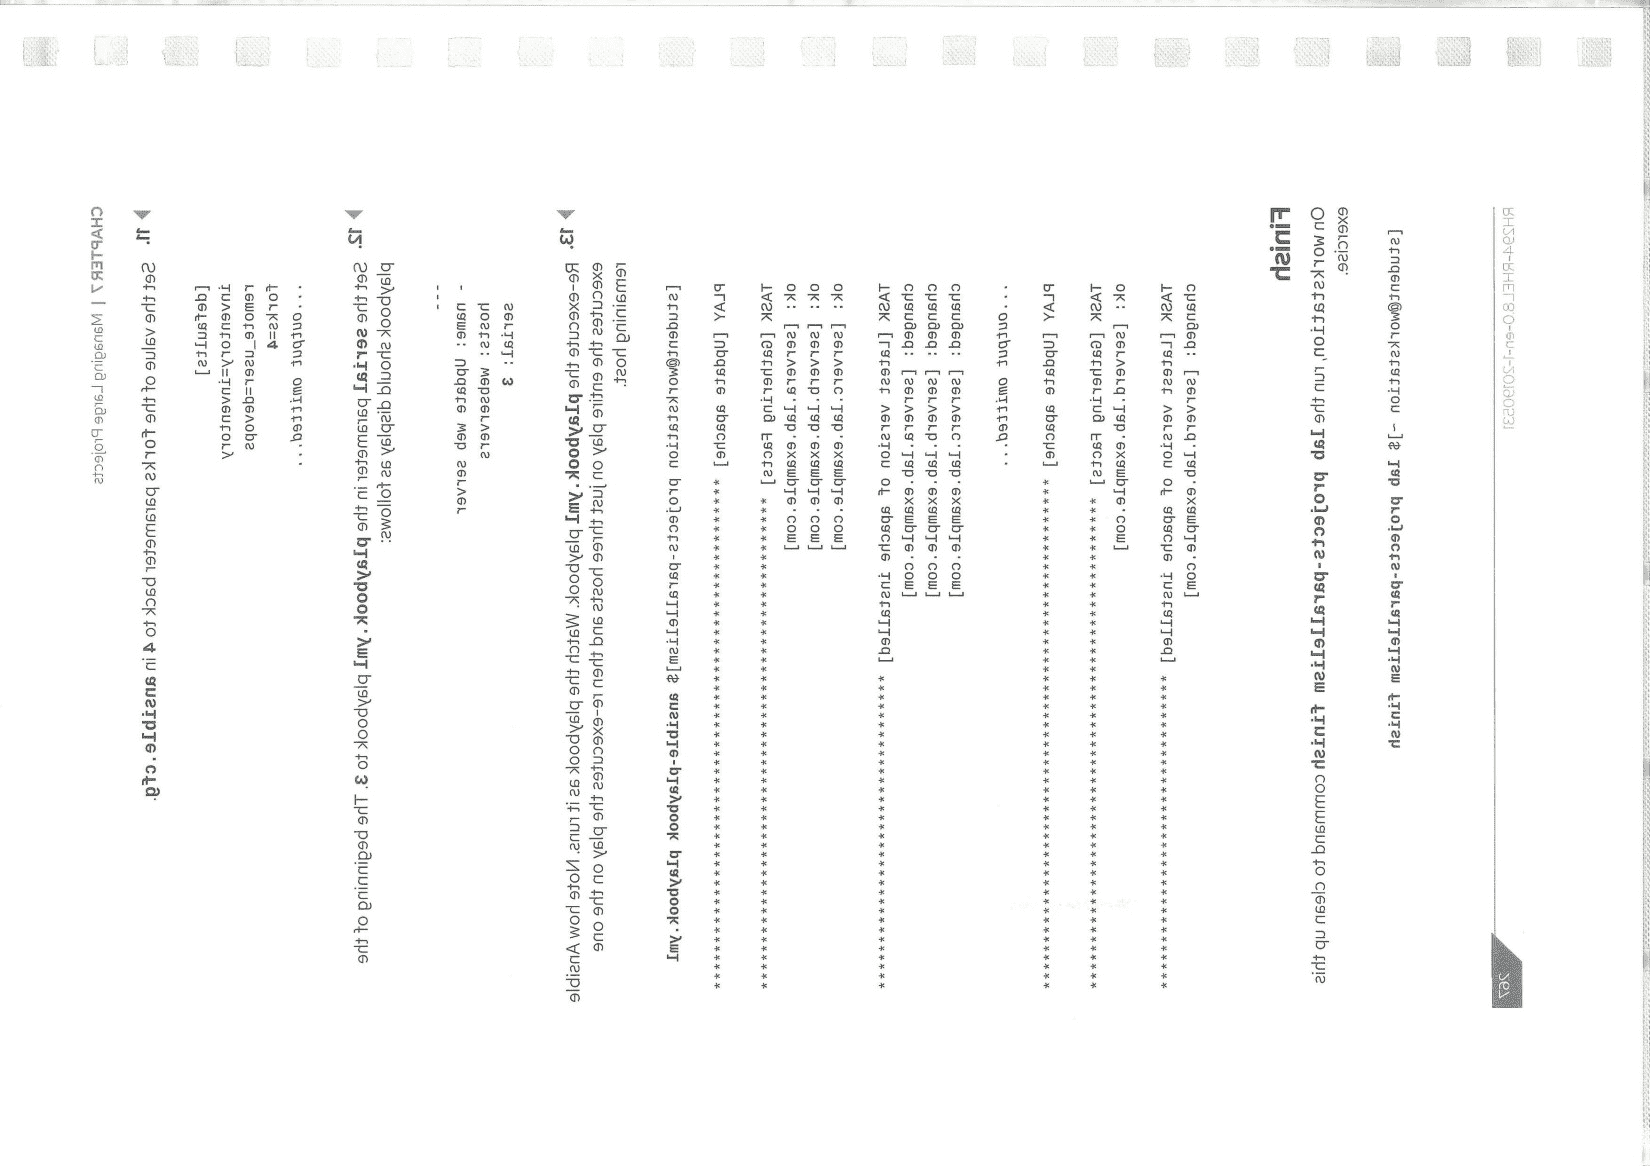 CHAPTER 7 | Managing Large Projects
11. Set the value of the forks parameter back to 4 in ansible.cfg.
[defaults]
inventory=inventory
remote_user=devops
forks=4
...output omitted...
12. Set the serial parameter in the playbook.yml playbook to 3. The beginning of the
playbook should display as follows:
---
- name: Update web server
hosts: webservers
serial: 3
13. Re-execute the playbook.yml playbook. Watch the playbook as it runs. Note how Ansible
executes the entire play on just three hosts and then re-executes the play on the one
remaining host.
[student@workstation projects-parallelism]$ ansible-playbook playbook.yml
PLAY [Update apache] *******************************************************
TASK [Gathering Facts] *****************************************************
ok: [servera.lab.example.com]
ok: [serverb.lab.example.com]
ok: [serverc.lab.example.com]
TASK [latest version of apache installed] **********************************
changed: [servera.lab.example.com]
changed: [serverb.lab.example.com]
changed: [serverc.lab.example.com]
...output omitted...
PLAY [Update apache] *******************************************************
TASK [Gathering Facts] *****************************************************
ok: [serverd.lab.example.com]
TASK [latest version of apache installed] **********************************
changed: [serverd.lab.example.com]
Finish
On workstation, run the lab projects-parallelism finish command to clean up this
exercise.
[student@workstation ~]$ lab projects-parallelism finish
RH294-RHEL8.0-en-1-20190531
267